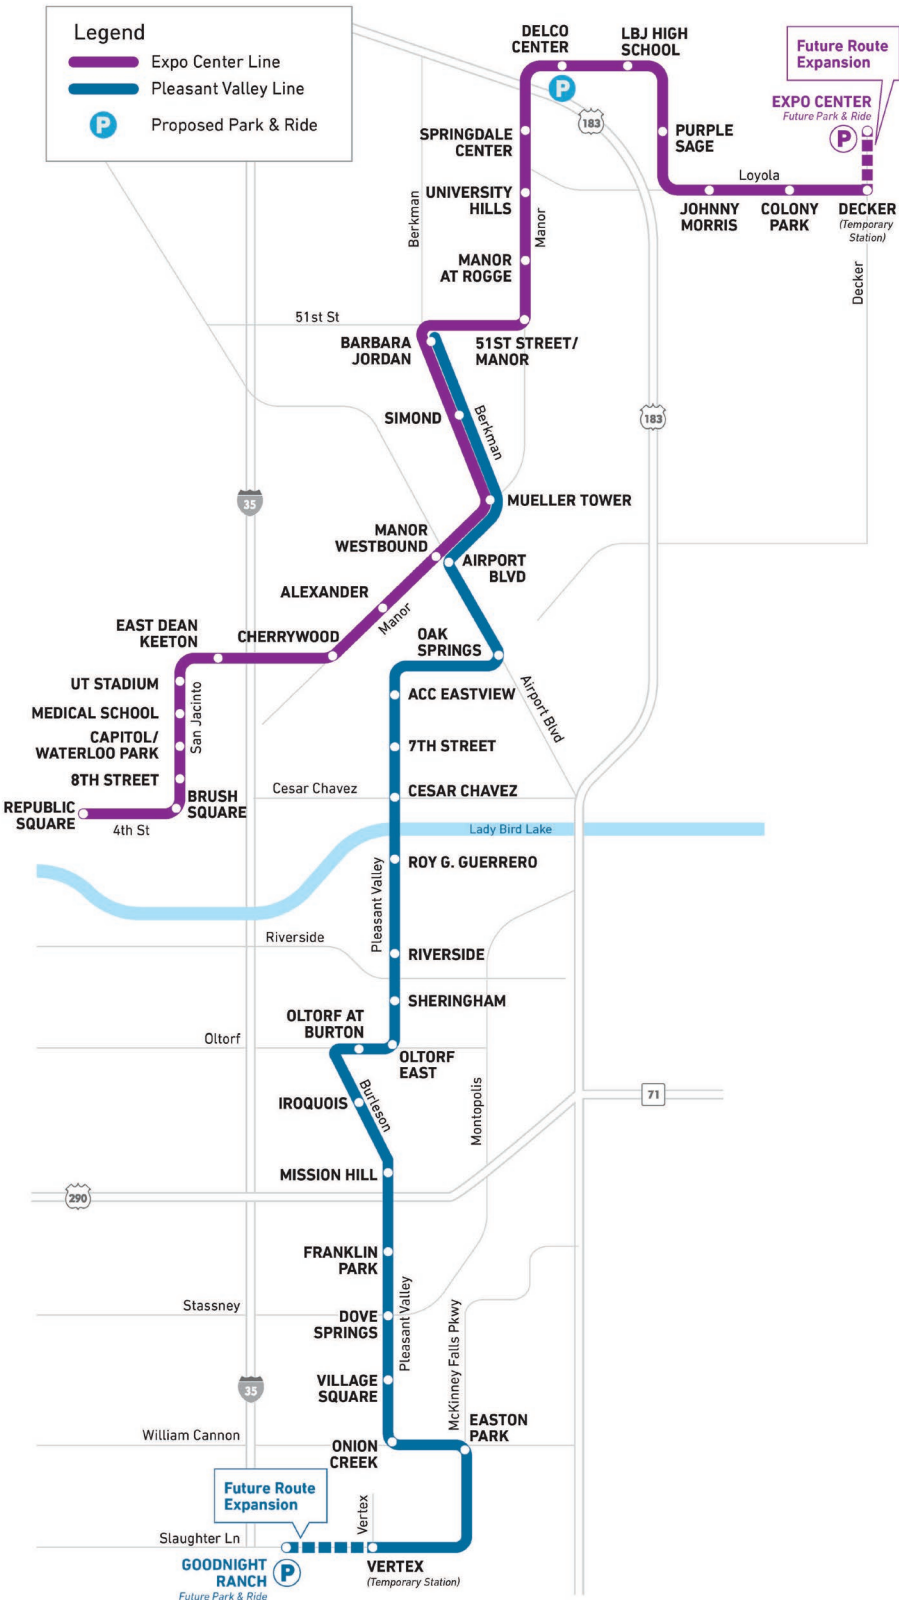 Legend
Expo Center Line
Pleasant Valley Line
P
Proposed Park & Ride
DELCO
CENTER
LBJ HIGH
SCHOOL
Future Route
Expansion
P
183
EXPO CENTER
Future Park & Ride
P
SPRINGDALE
CENTER
PURPLE
SAGE
Loyola
UNIVERSITY
HILLS
Berkman
Manor
JOHNNY
MORRIS
COLONY
PARK
DECKER
(Temporary
Station)
MANOR
AT ROGGE
Decker
51st St
BARBARA
JORDAN
51ST STREET/
MANOR
SIMOND
Berkman
183
35
MUELLER TOWER
MANOR
WESTBOUND
AIRPORT
BLVD
ALEXANDER
Manor
EAST DEAN
KEETON
CHERRYWOOD
OAK
SPRINGS
UT STADIUM
San Jacinto
ACC EASTVIEW
Airport Blvd
MEDICAL SCHOOL
CAPITOL/
WATERLOO PARK
7TH STREET
8TH STREET
BRUSH
SQUARE
Cesar Chavez
CESAR CHAVEZ
REPUBLIC
SQUARE
4th St
Lady Bird Lake
ROY G. GUERRERO
Pleasant Valley
Riverside
RIVERSIDE
SHERINGHAM
OLTORF AT
BURTON
Oltorf
OLTORF
EAST
IROQUOIS
Burleson
Montopolis
71
MISSION HILL
290
FRANKLIN
PARK
Stassney
DOVE
SPRINGS
Pleasant Valley
McKinney Falls Pkwy
VILLAGE
SQUARE
35
William Cannon
ONION
CREEK
EASTON
PARK
Future Route
Expansion
Vertex
Slaughter Ln
GOODNIGHT
RANCH
Future Park & Ride
P
VERTEX
(Temporary Station)